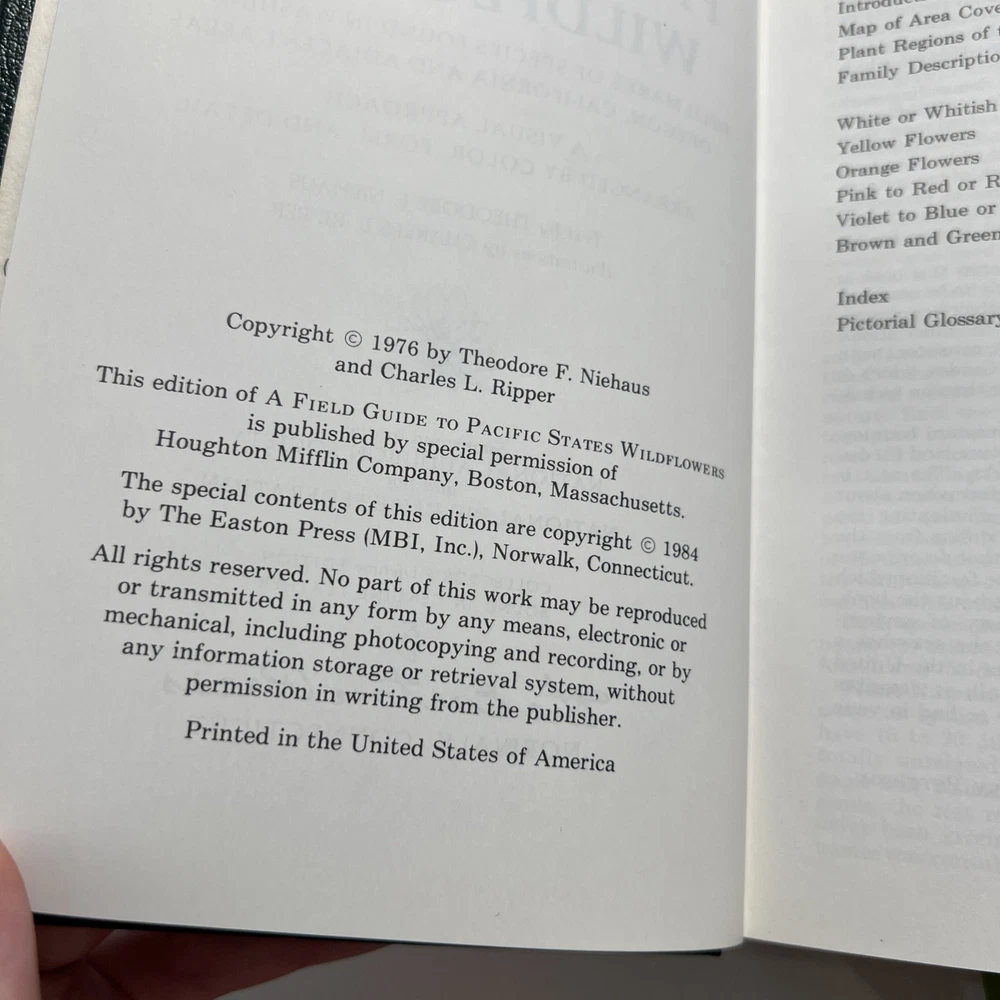 Copyright © 1976 by Theodore F. Niehaus
and Charles L. Ripper
This edition of A FIELD GUIDE TO PACIFIC STATES WILDFLOWERS
is published by special permission of
Houghton Mifflin Company, Boston, Massachusetts.
The special contents of this edition are copyright © 1984
by The Easton Press (MBI, Inc.), Norwalk, Connecticut.
All rights reserved. No part of this work may be reproduced
or transmitted in any form by any means, electronic or
mechanical, including photocopying and recording, or by
any information storage or retrieval system, without
permission in writing from the publisher.
Printed in the United States of America
Map of Area
Plant Regions of
Family
White or Whitish
Yellow Flowers
Orange Flowers
Pink to Red or
Violet to Blue or
Brown and Green
Index
Pictorial Glossary